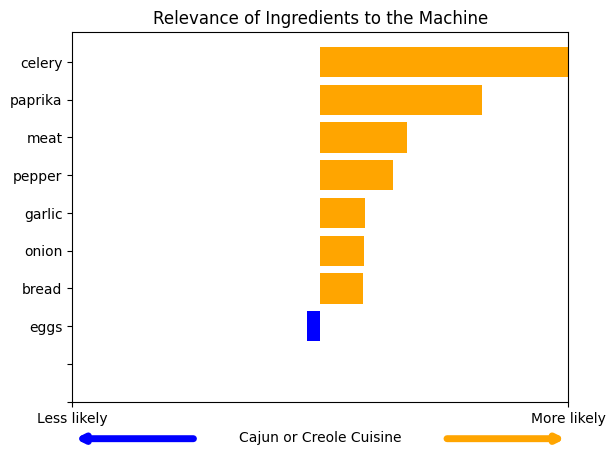 Relevance of Ingredients to the Machine
celery
paprika
meat
pepper
garlic
onion
bread
eggs
Less likely
More likely
Cajun or Creole Cuisine